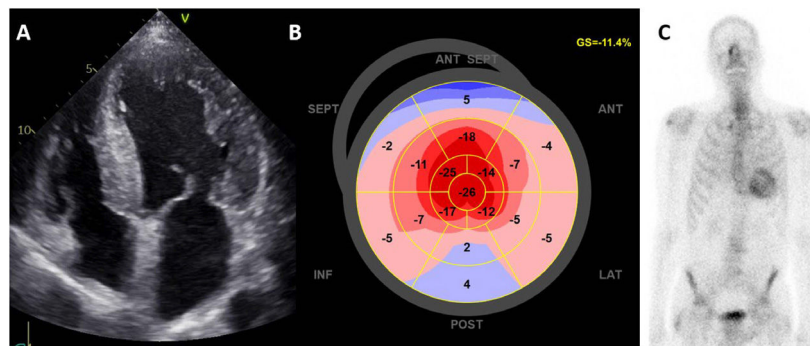 A
V
5
10
B
GS=-11.4%
ANT SEPT
SEPT
ANT
5
-2
-18
-4
-11
-7
-25
-14
-26
-7
-17
-12
-5
-5
2
-5
4
INF
LAT
POST
C